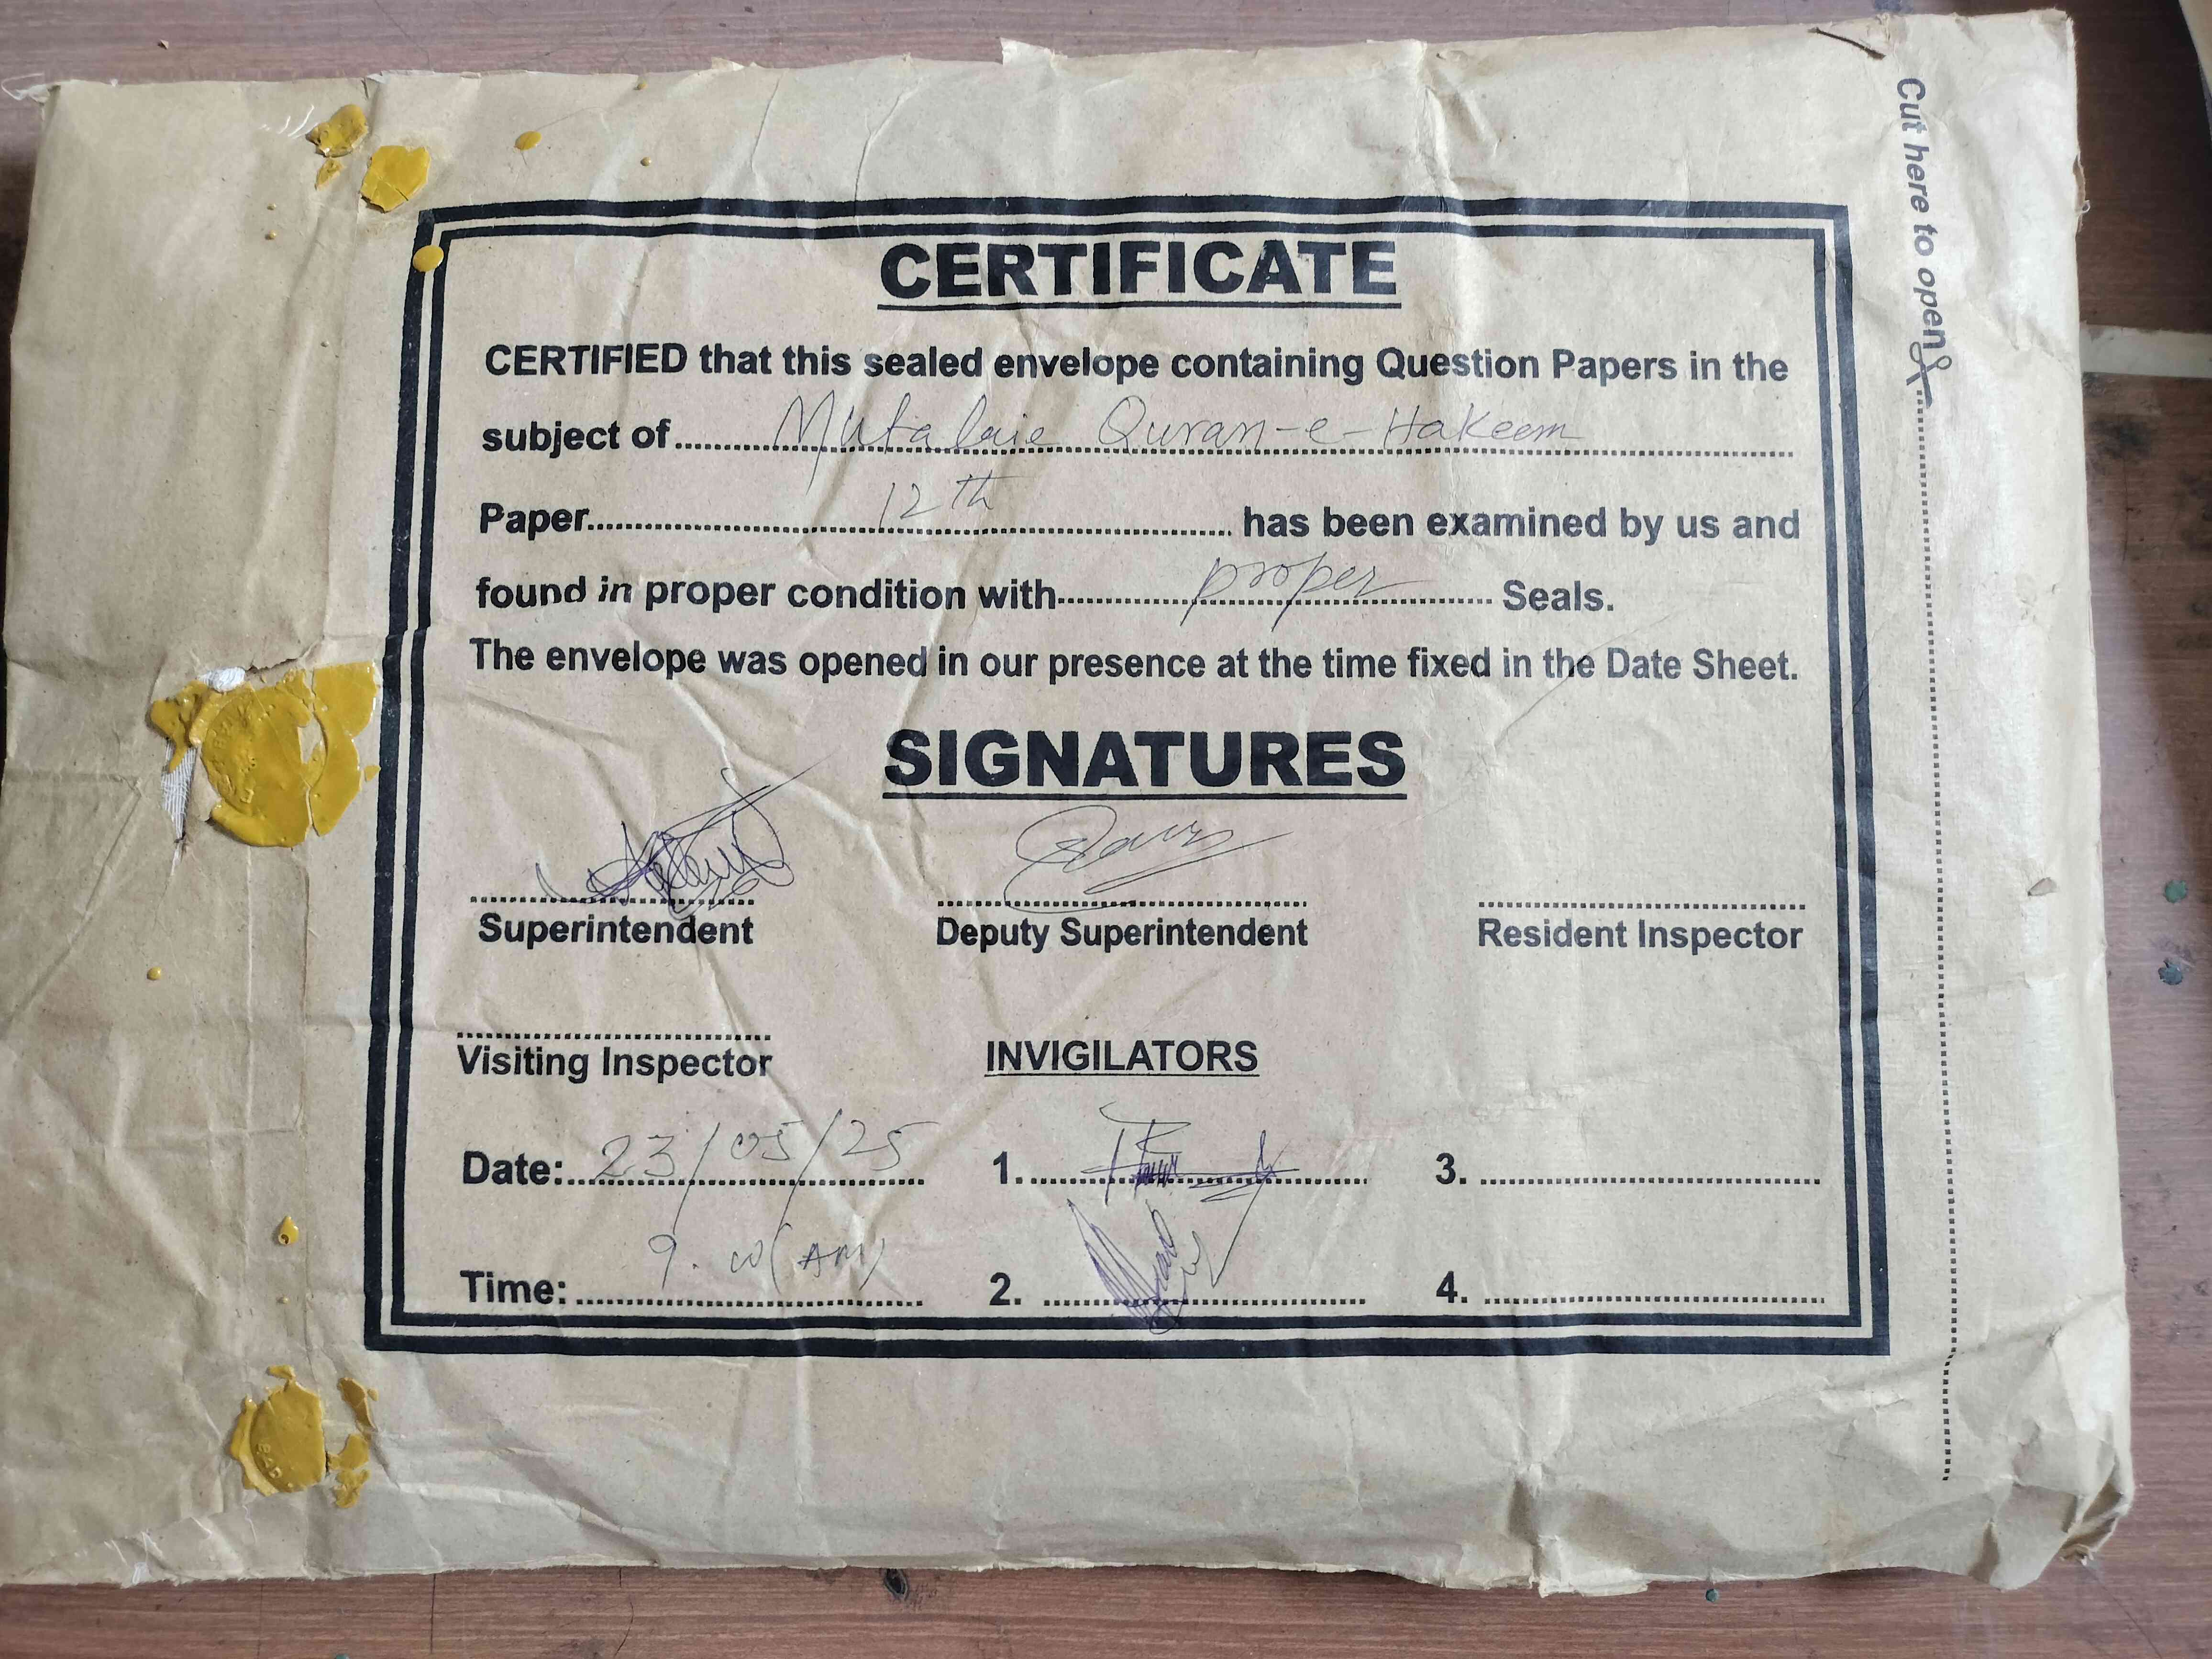 Cut here to open
CERTIFICATE
CERTIFIED that this sealed envelope containing Question Papers in the
subject of Mutalaie Quran-e-Hakeem
Paper 12th has been examined by us and
found in proper condition with proper Seals.
The envelope was opened in our presence at the time fixed in the Date Sheet.
SIGNATURES
Superintendent Deputy Superintendent Resident Inspector
Visiting Inspector INVIGILATORS
Date: 23/05/25 1. 3.
Time: 9.00 (AM) 2. 4.
BAD